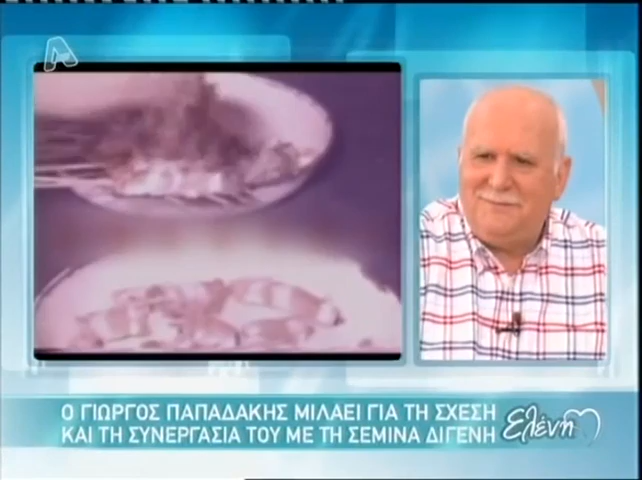 Ο ΓΙΩΡΓΟΣ ΠΑΠΑΔΑΚΗΣ ΜΙΛΑΕΙ ΓΙΑ ΤΗ ΣΧΕΣΗ
ΚΑΙ ΤΗ ΣΥΝΕΡΓΑΣΙΑ ΤΟΥ ΜΕ ΤΗ ΣΕΜΙΝΑ ΔΙΓΕΝΗ
Ελένη